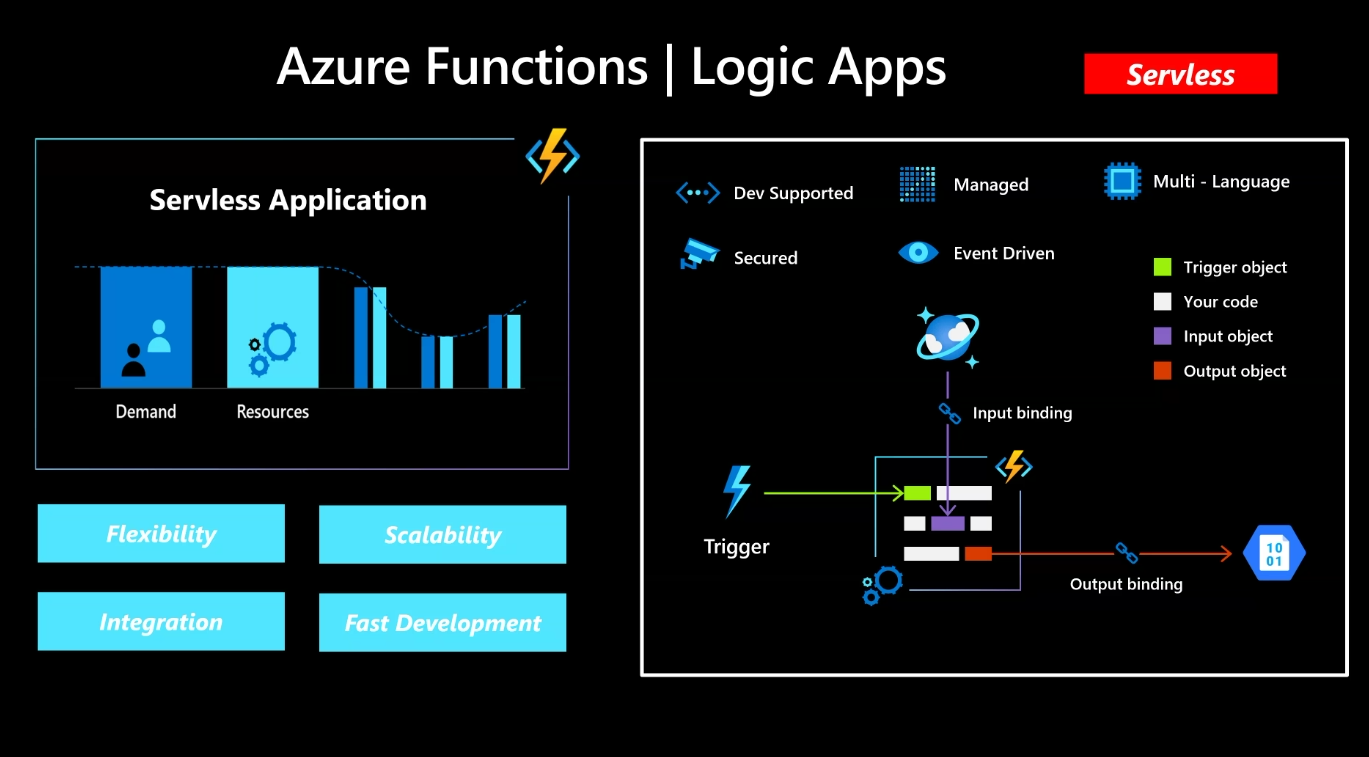 Azure Functions | Logic Apps
Servless
Servless Application
Demand
Resources
Flexibility
Scalability
Integration
Fast Development
Dev Supported
Managed
Multi - Language
Secured
Event Driven
Trigger object
Your code
Input object
Output object
Input binding
Trigger
Output binding
10
01